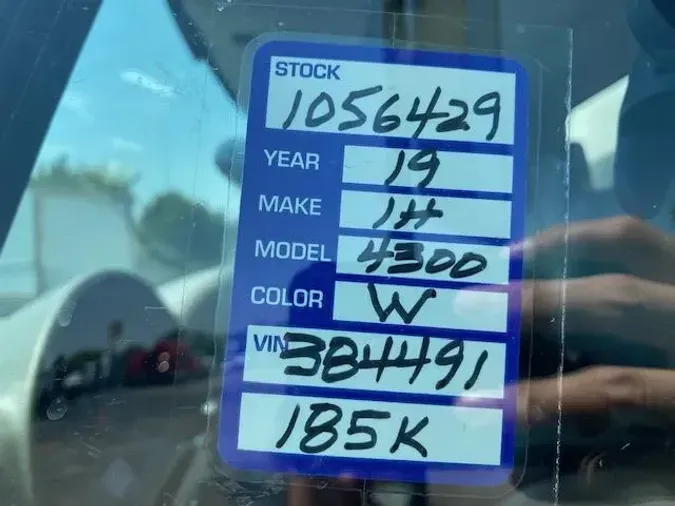 STOCK
1056429
YEAR 19
MAKE IH
MODEL 4300
COLOR W
VIN 384491
185K